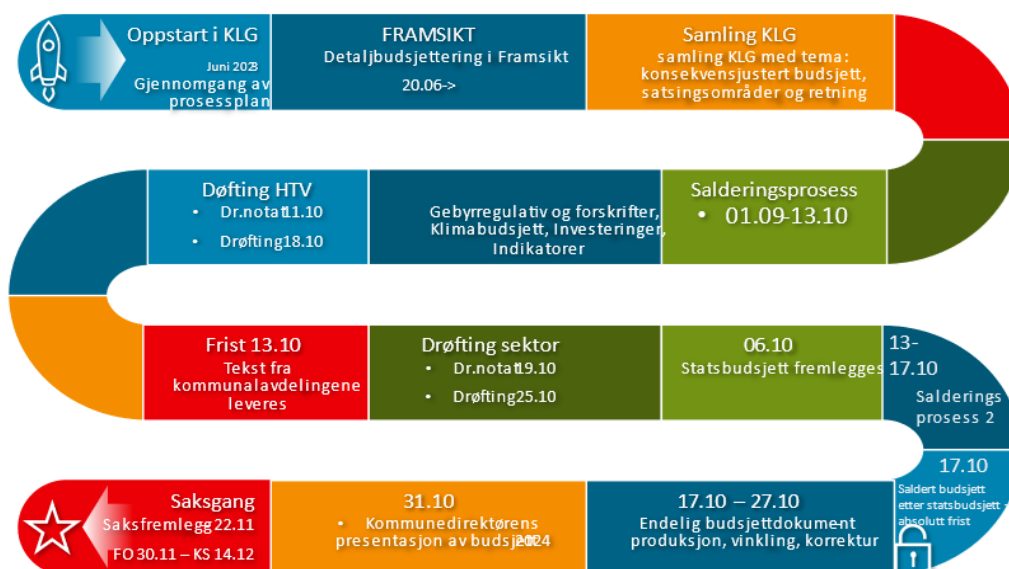 Oppstart i KLG
Juni 2023
Gjennomgang av
prosessplan
FRAMSIKT
Detaljbudsjettering i Framsikt
20.06->
Samling KLG
samling KLG med tema:
konsekvensjustert budsjett,
satsingsområder og retning
Salderingsprosess
• 01.09-13.10
Gebyrregulativ og forskrifter,
Klimabudsjett, Investeringer,
Indikatorer
Døfting HTV
• Dr.notat 11.10
• Drøfting 18.10
Frist 13.10
Tekst fra
kommunalavdelingene
leveres
Drøfting sektor
• Dr.notat 19.10
• Drøfting 25.10
06.10
Statsbudsjett fremlegges
13-
17.10
Salderings
prosess 2
17.10
Saldert budsjett
etter statsbudsjett -
absolutt frist
17.10 – 27.10
Endelig budsjettdokument
produksjon, vinkling, korrektur
31.10
• Kommunedirektørens
presentasjon av budsjett 2024
Saksgang
Saksfremlegg 22.11
FO 30.11 – KS 14.12